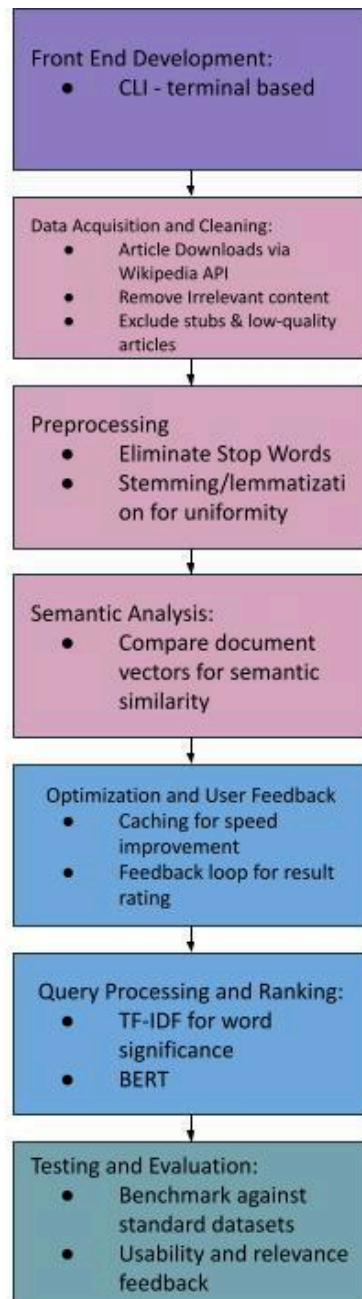 Front End Development:
● CLI - terminal based
Data Acquisition and Cleaning:
● Article Downloads via
Wikipedia API
● Remove Irrelevant content
● Exclude stubs & low-quality
articles
Preprocessing
● Eliminate Stop Words
● Stemming/lemmatizati
on for uniformity
Semantic Analysis:
● Compare document
vectors for semantic
similarity
Optimization and User Feedback
● Caching for speed
improvement
● Feedback loop for result
rating
Query Processing and Ranking:
● TF-IDF for word
significance
● BERT
Testing and Evaluation:
● Benchmark against
standard datasets
● Usability and relevance
feedback